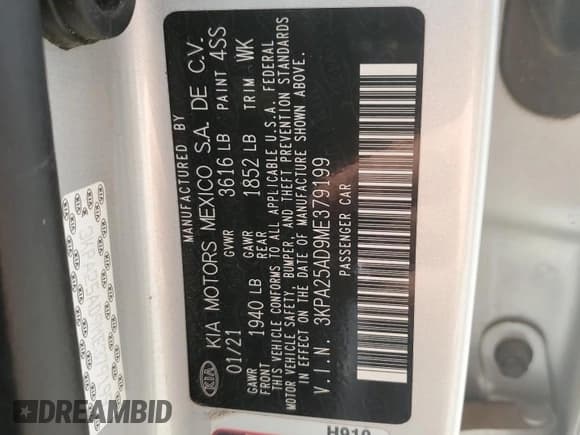 MANUFACTURED BY
KIA KIA MOTORS MEXICO S.A. DE C.V.
01/21 GVWR 3616 LB PAINT 4SS
GAWR FRONT 1940 LB GAWR REAR 1852 LB TRIM WK
THIS VEHICLE CONFORMS TO ALL APPLICABLE U.S.A. FEDERAL
MOTOR VEHICLE SAFETY, BUMPER, AND THEFT PREVENTION STANDARDS
IN EFFECT ON THE DATE OF MANUFACTURE SHOWN ABOVE.
V.I.N. 3KPA25AD9ME379199
PASSENGER CAR
H910
DREAMBID